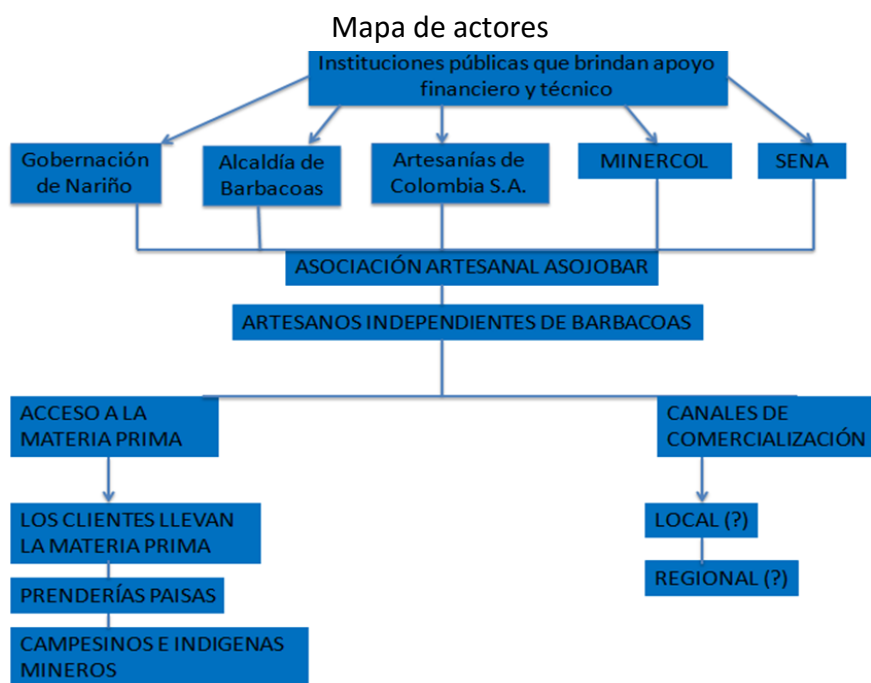 Mapa de actores
Instituciones públicas que brindan apoyo
financiero y técnico
Gobernación
de Nariño
Alcaldía de
Barbacoas
Artesanías de
Colombia S.A.
MINERCOL
SENA
ASOCIACIÓN ARTESANAL ASOJOBAR
ARTESANOS INDEPENDIENTES DE BARBACOAS
ACCESO A LA
MATERIA PRIMA
CANALES DE
COMERCIALIZACIÓN
LOS CLIENTES LLEVAN
LA MATERIA PRIMA
LOCAL (?)
PRENDERÍAS PAISAS
REGIONAL (?)
CAMPESINOS E INDIGENAS
MINEROS